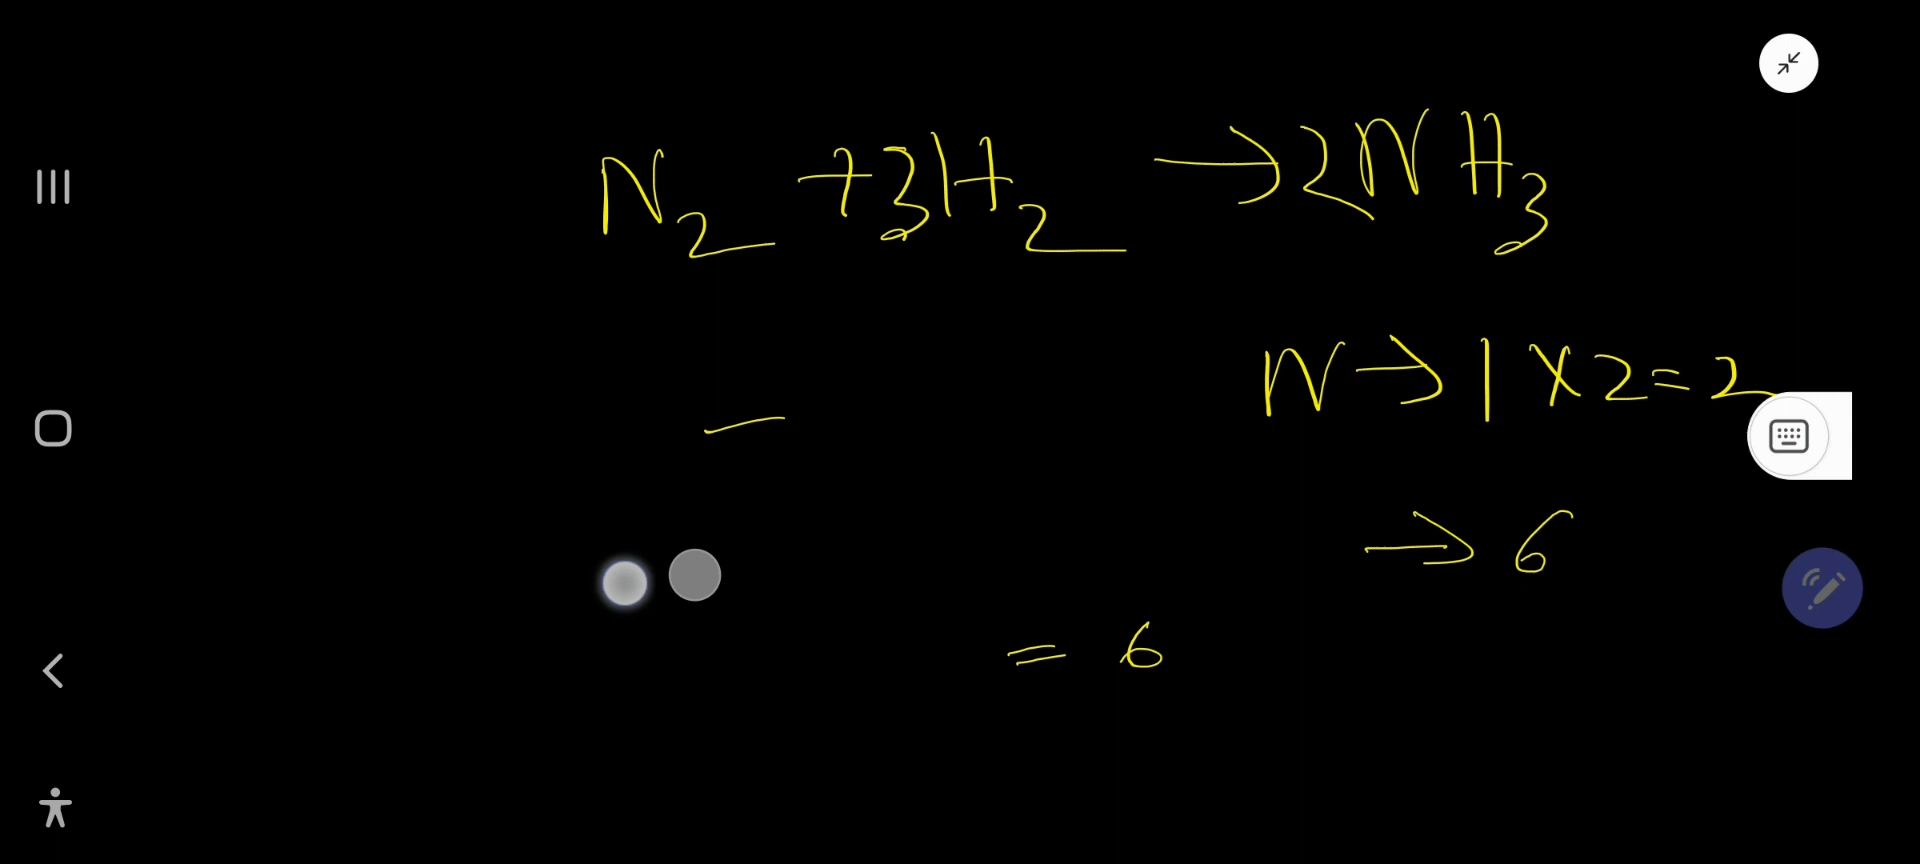 N₂ + 3H₂ → 2NH₃
N → 1 × 2 = 2
→ 6
= 6